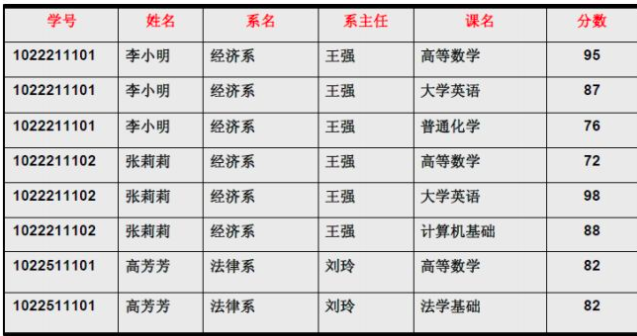 学号 姓名 系名 系主任 课名 分数
1022211101 李小明 经济系 王强 高等数学 95
1022211101 李小明 经济系 王强 大学英语 87
1022211101 李小明 经济系 王强 普通化学 76
1022211102 张莉莉 经济系 王强 高等数学 72
1022211102 张莉莉 经济系 王强 大学英语 98
1022211102 张莉莉 经济系 王强 计算机基础 88
1022511101 高芳芳 法律系 刘玲 高等数学 82
1022511101 高芳芳 法律系 刘玲 法学基础 82